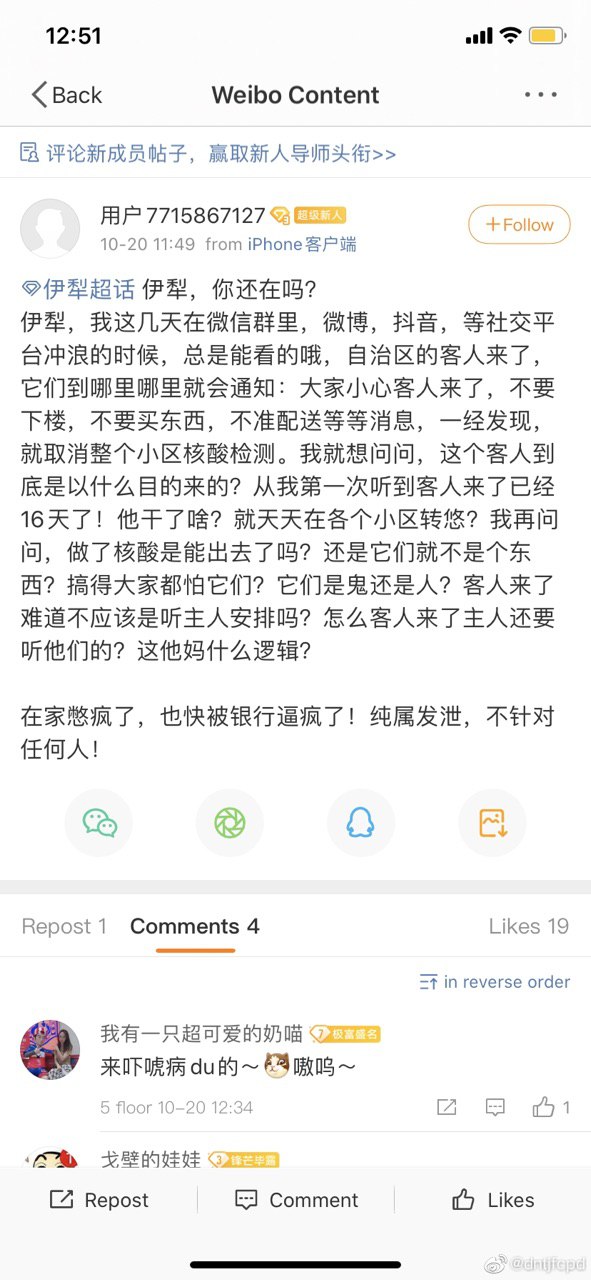 12:51
Back
Weibo Content
评论新成员帖子，赢取新人导师头衔>>
用户7715867127
超级新人
+Follow
10-20 11:49 from iPhone客户端
伊犁超话 伊犁，你还在吗？
伊犁，我这几天在微信群里，微博，抖音，等社交平
台冲浪的时候，总是能看的哦，自治区的客人来了，
它们到哪里哪里就会通知：大家小心客人来了，不要
下楼，不要买东西，不准配送等等消息，一经发现，
就取消整个小区核酸检测。我就想问问，这个客人到
底是以什么目的来的？从我第一次听到客人来了已经
16天了！他干了啥？就天天在各个小区转悠？我再问
问，做了核酸是能出去了吗？还是它们就不是个东
西？搞得大家都怕它们？它们是鬼还是人？客人来了
难道不应该是听主人安排吗？怎么客人来了主人还要
听他们的？这他妈什么逻辑？
在家憋疯了，也快被银行逼疯了！纯属发泄，不针对
任何人！
Repost 1
Comments 4
Likes 19
in reverse order
我有一只超可爱的奶喵
7
极富盛名
来吓唬病du的～嗷呜～
5 floor 10-20 12:34
1
戈壁的娃娃
3
锋芒毕露
Repost
Comment
Likes
@dntjfcpd